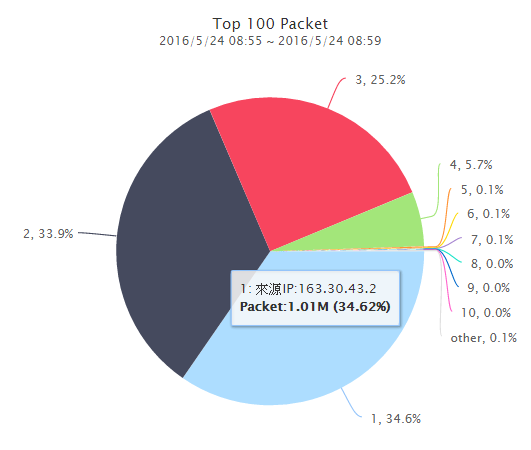 Top 100 Packet
2016/5/24 08:55 ~ 2016/5/24 08:59
3, 25.2%
4, 5.7%
5, 0.1%
6, 0.1%
2, 33.9%
7, 0.1%
8, 0.0%
9, 0.0%
10, 0.0%
other, 0.1%
1: 來源IP:163.30.43.2
Packet:1.01M (34.62%)
1, 34.6%